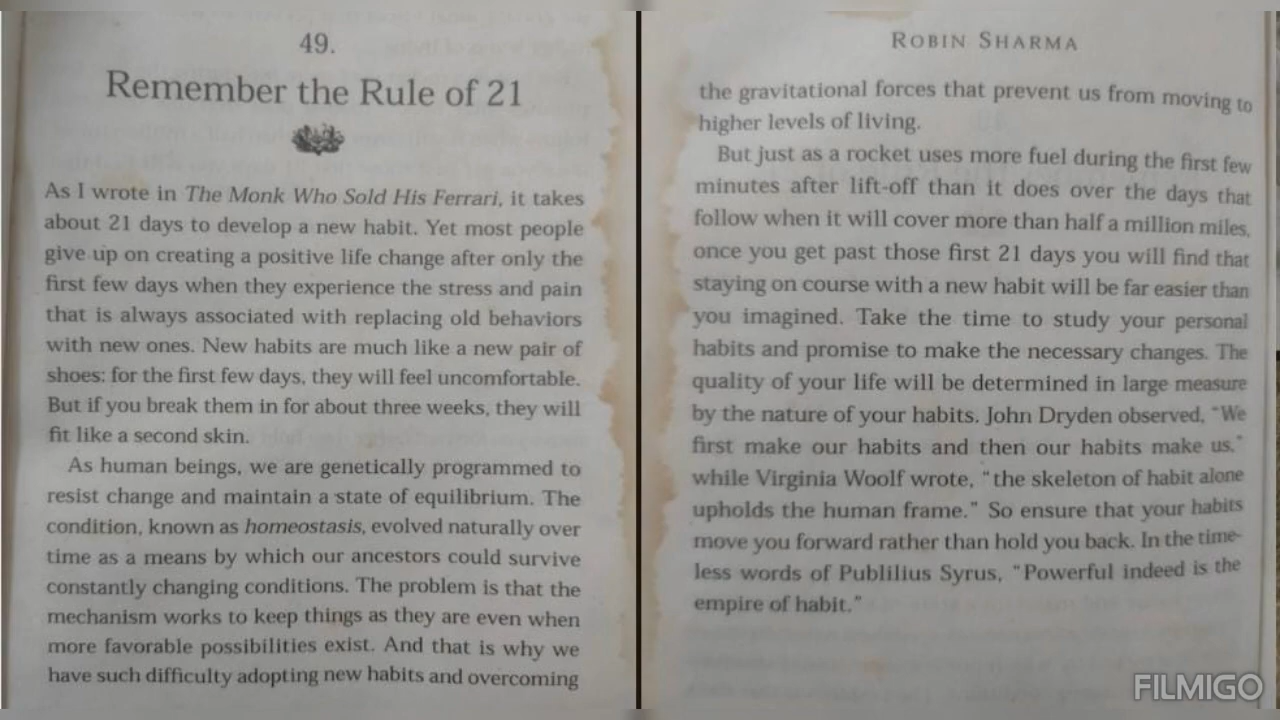 49.
Remember the Rule of 21
As I wrote in The Monk Who Sold His Ferrari, it takes
about 21 days to develop a new habit. Yet most people
give up on creating a positive life change after only the
first few days when they experience the stress and pain
that is always associated with replacing old behaviors
with new ones. New habits are much like a new pair of
shoes: for the first few days, they will feel uncomfortable.
But if you break them in for about three weeks, they will
fit like a second skin.
As human beings, we are genetically programmed to
resist change and maintain a state of equilibrium. The
condition, known as homeostasis, evolved naturally over
time as a means by which our ancestors could survive
constantly changing conditions. The problem is that the
mechanism works to keep things as they are even when
more favorable possibilities exist. And that is why we
have such difficulty adopting new habits and overcoming
ROBIN SHARMA
the gravitational forces that prevent us from moving to
higher levels of living.
But just as a rocket uses more fuel during the first few
minutes after lift-off than it does over the days that
follow when it will cover more than half a million miles,
once you get past those first 21 days you will find that
staying on course with a new habit will be far easier than
you imagined. Take the time to study your personal
habits and promise to make the necessary changes. The
quality of your life will be determined in large measure
by the nature of your habits. John Dryden observed, "We
first make our habits and then our habits make us,"
while Virginia Woolf wrote, "the skeleton of habit alone
upholds the human frame." So ensure that your habits
move you forward rather than hold you back. In the time-
less words of Publilius Syrus, "Powerful indeed is the
empire of habit."
FILMIGO